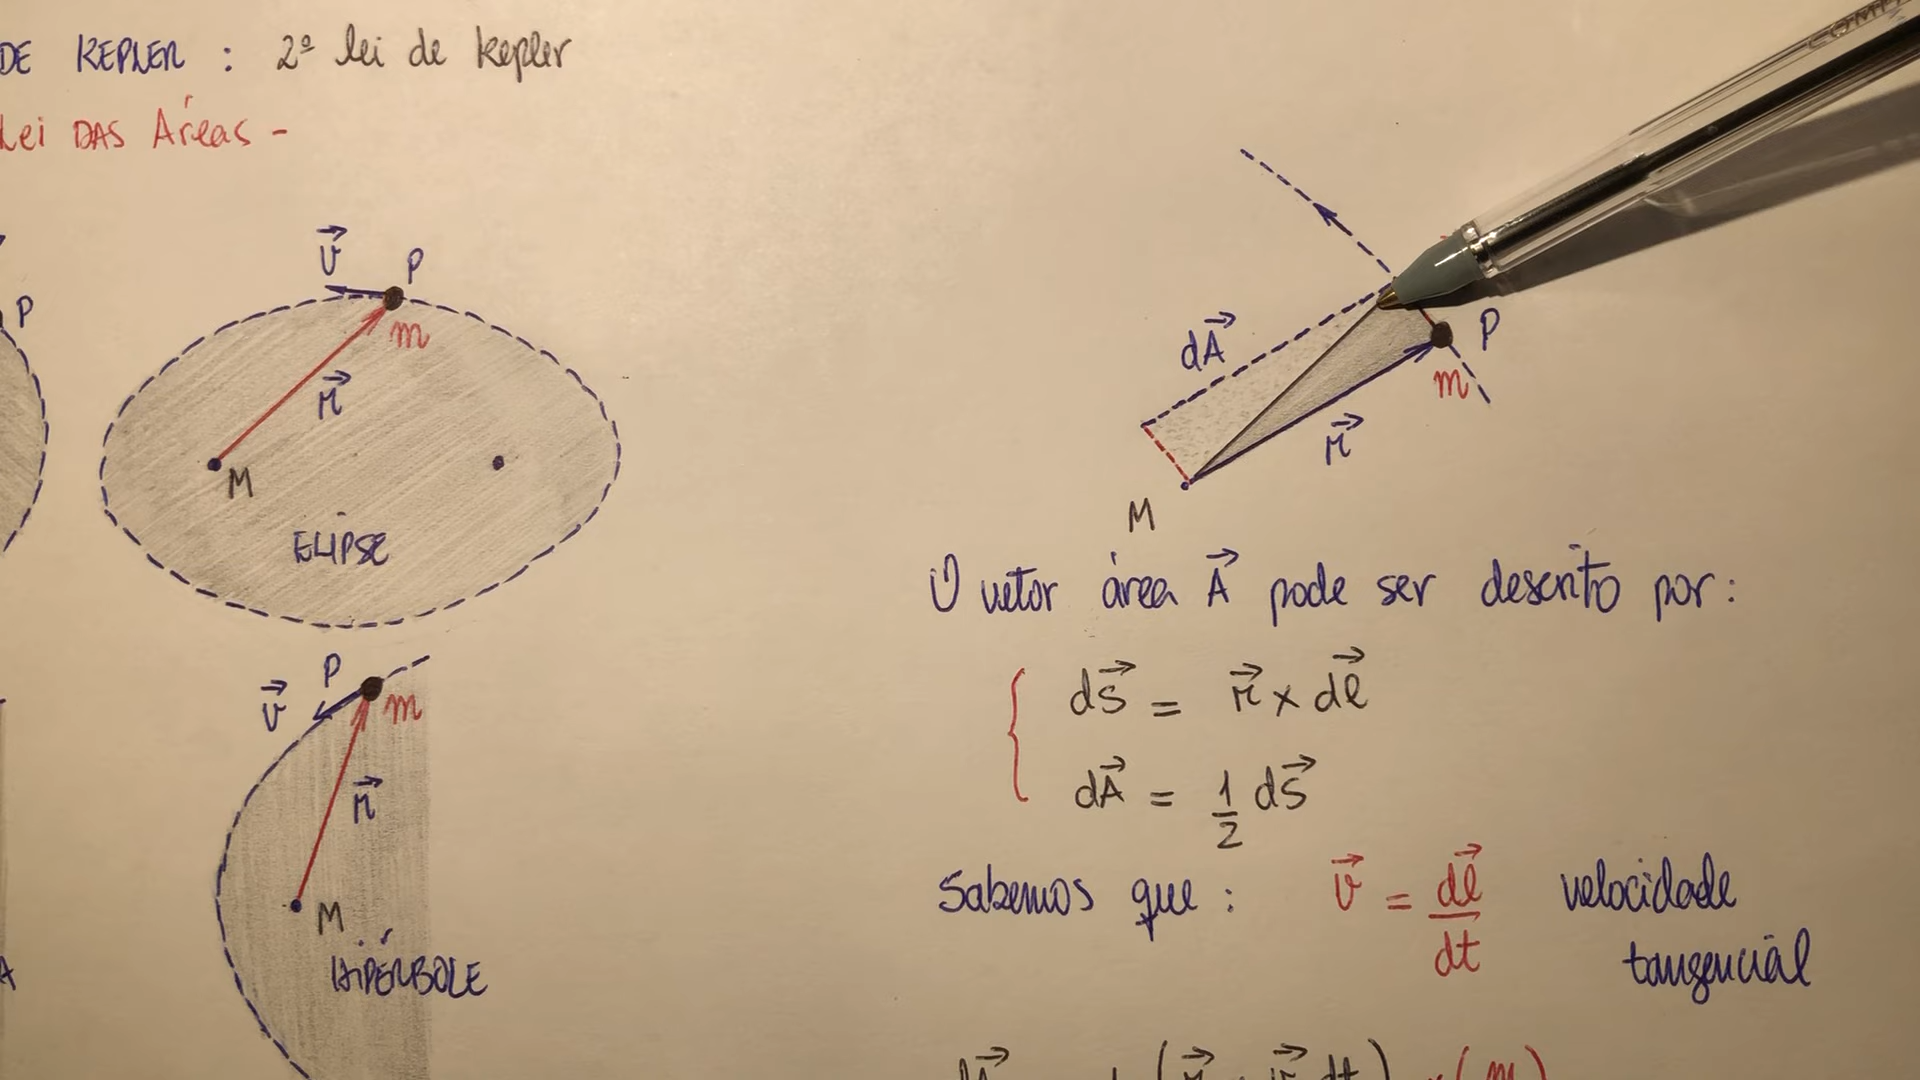 DE KEPLER : 2ª lei de Kepler
Lei DAS Áreas -
P
v⃗
P
m
r⃗
M
ELIPSE
P
v⃗
m
r⃗
M
HIPÉRBOLE
A
dA⃗
P
m
r⃗
M
O vetor área A⃗ pode ser descrito por:
dS⃗ = r⃗ x dl⃗
dA⃗ = 1/2 dS⃗
Sabemos que : v⃗ = dl⃗/dt velocidade
tangencial